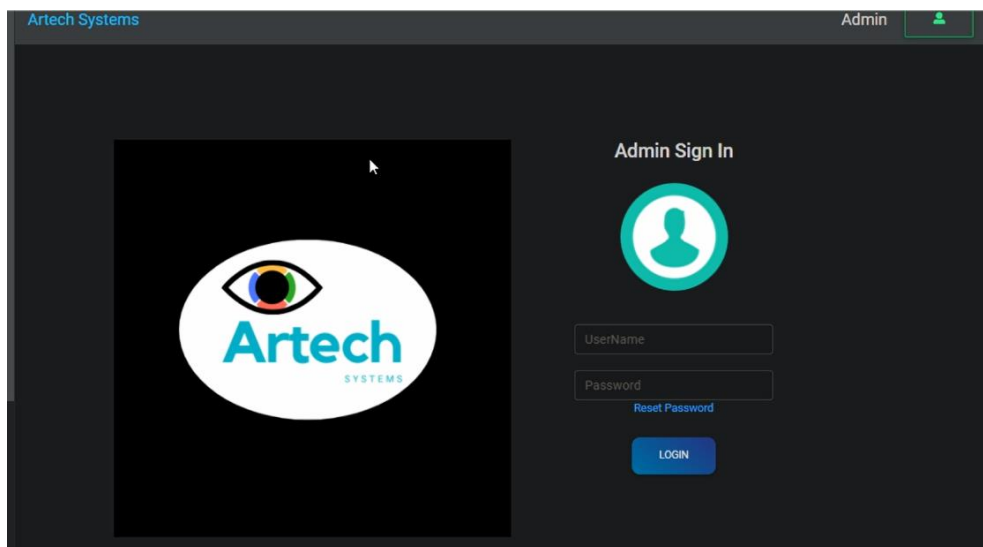 Artech Systems
Admin
Admin Sign In
Artech
SYSTEMS
UserName
Password
Reset Password
LOGIN